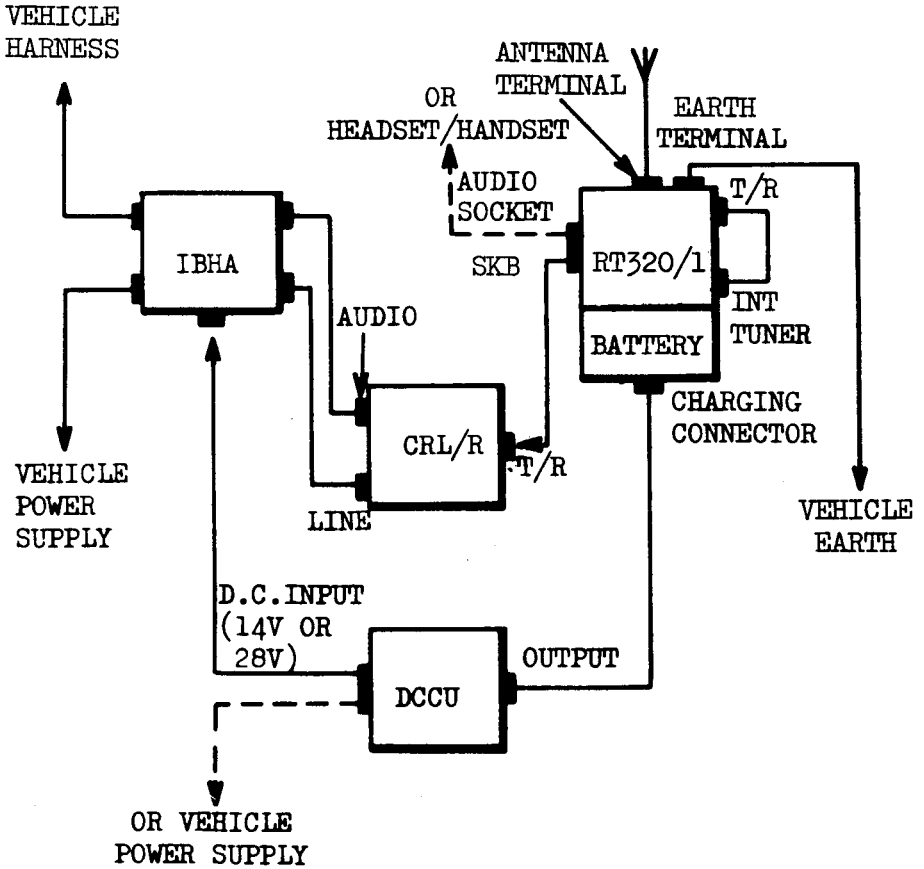 VEHICLE
HARNESS
ANTENNA
TERMINAL
OR
HEADSET/HANDSET
EARTH
TERMINAL
AUDIO
SOCKET
T/R
IBHA
SKB
RT320/1
INT
TUNER
AUDIO
BATTERY
CHARGING
CONNECTOR
CRL/R
T/R
VEHICLE
POWER
SUPPLY
LINE
VEHICLE
EARTH
D.C.INPUT
(14V OR
28V)
OUTPUT
DCCU
OR VEHICLE
POWER SUPPLY